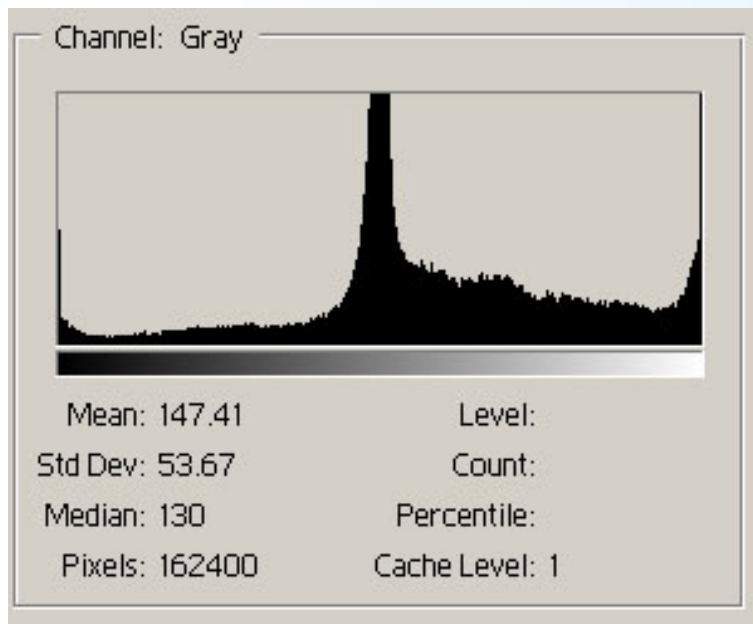 Channel: Gray
Mean: 147.41 Level:
Std Dev: 53.67 Count:
Median: 130 Percentile:
Pixels: 162400 Cache Level: 1